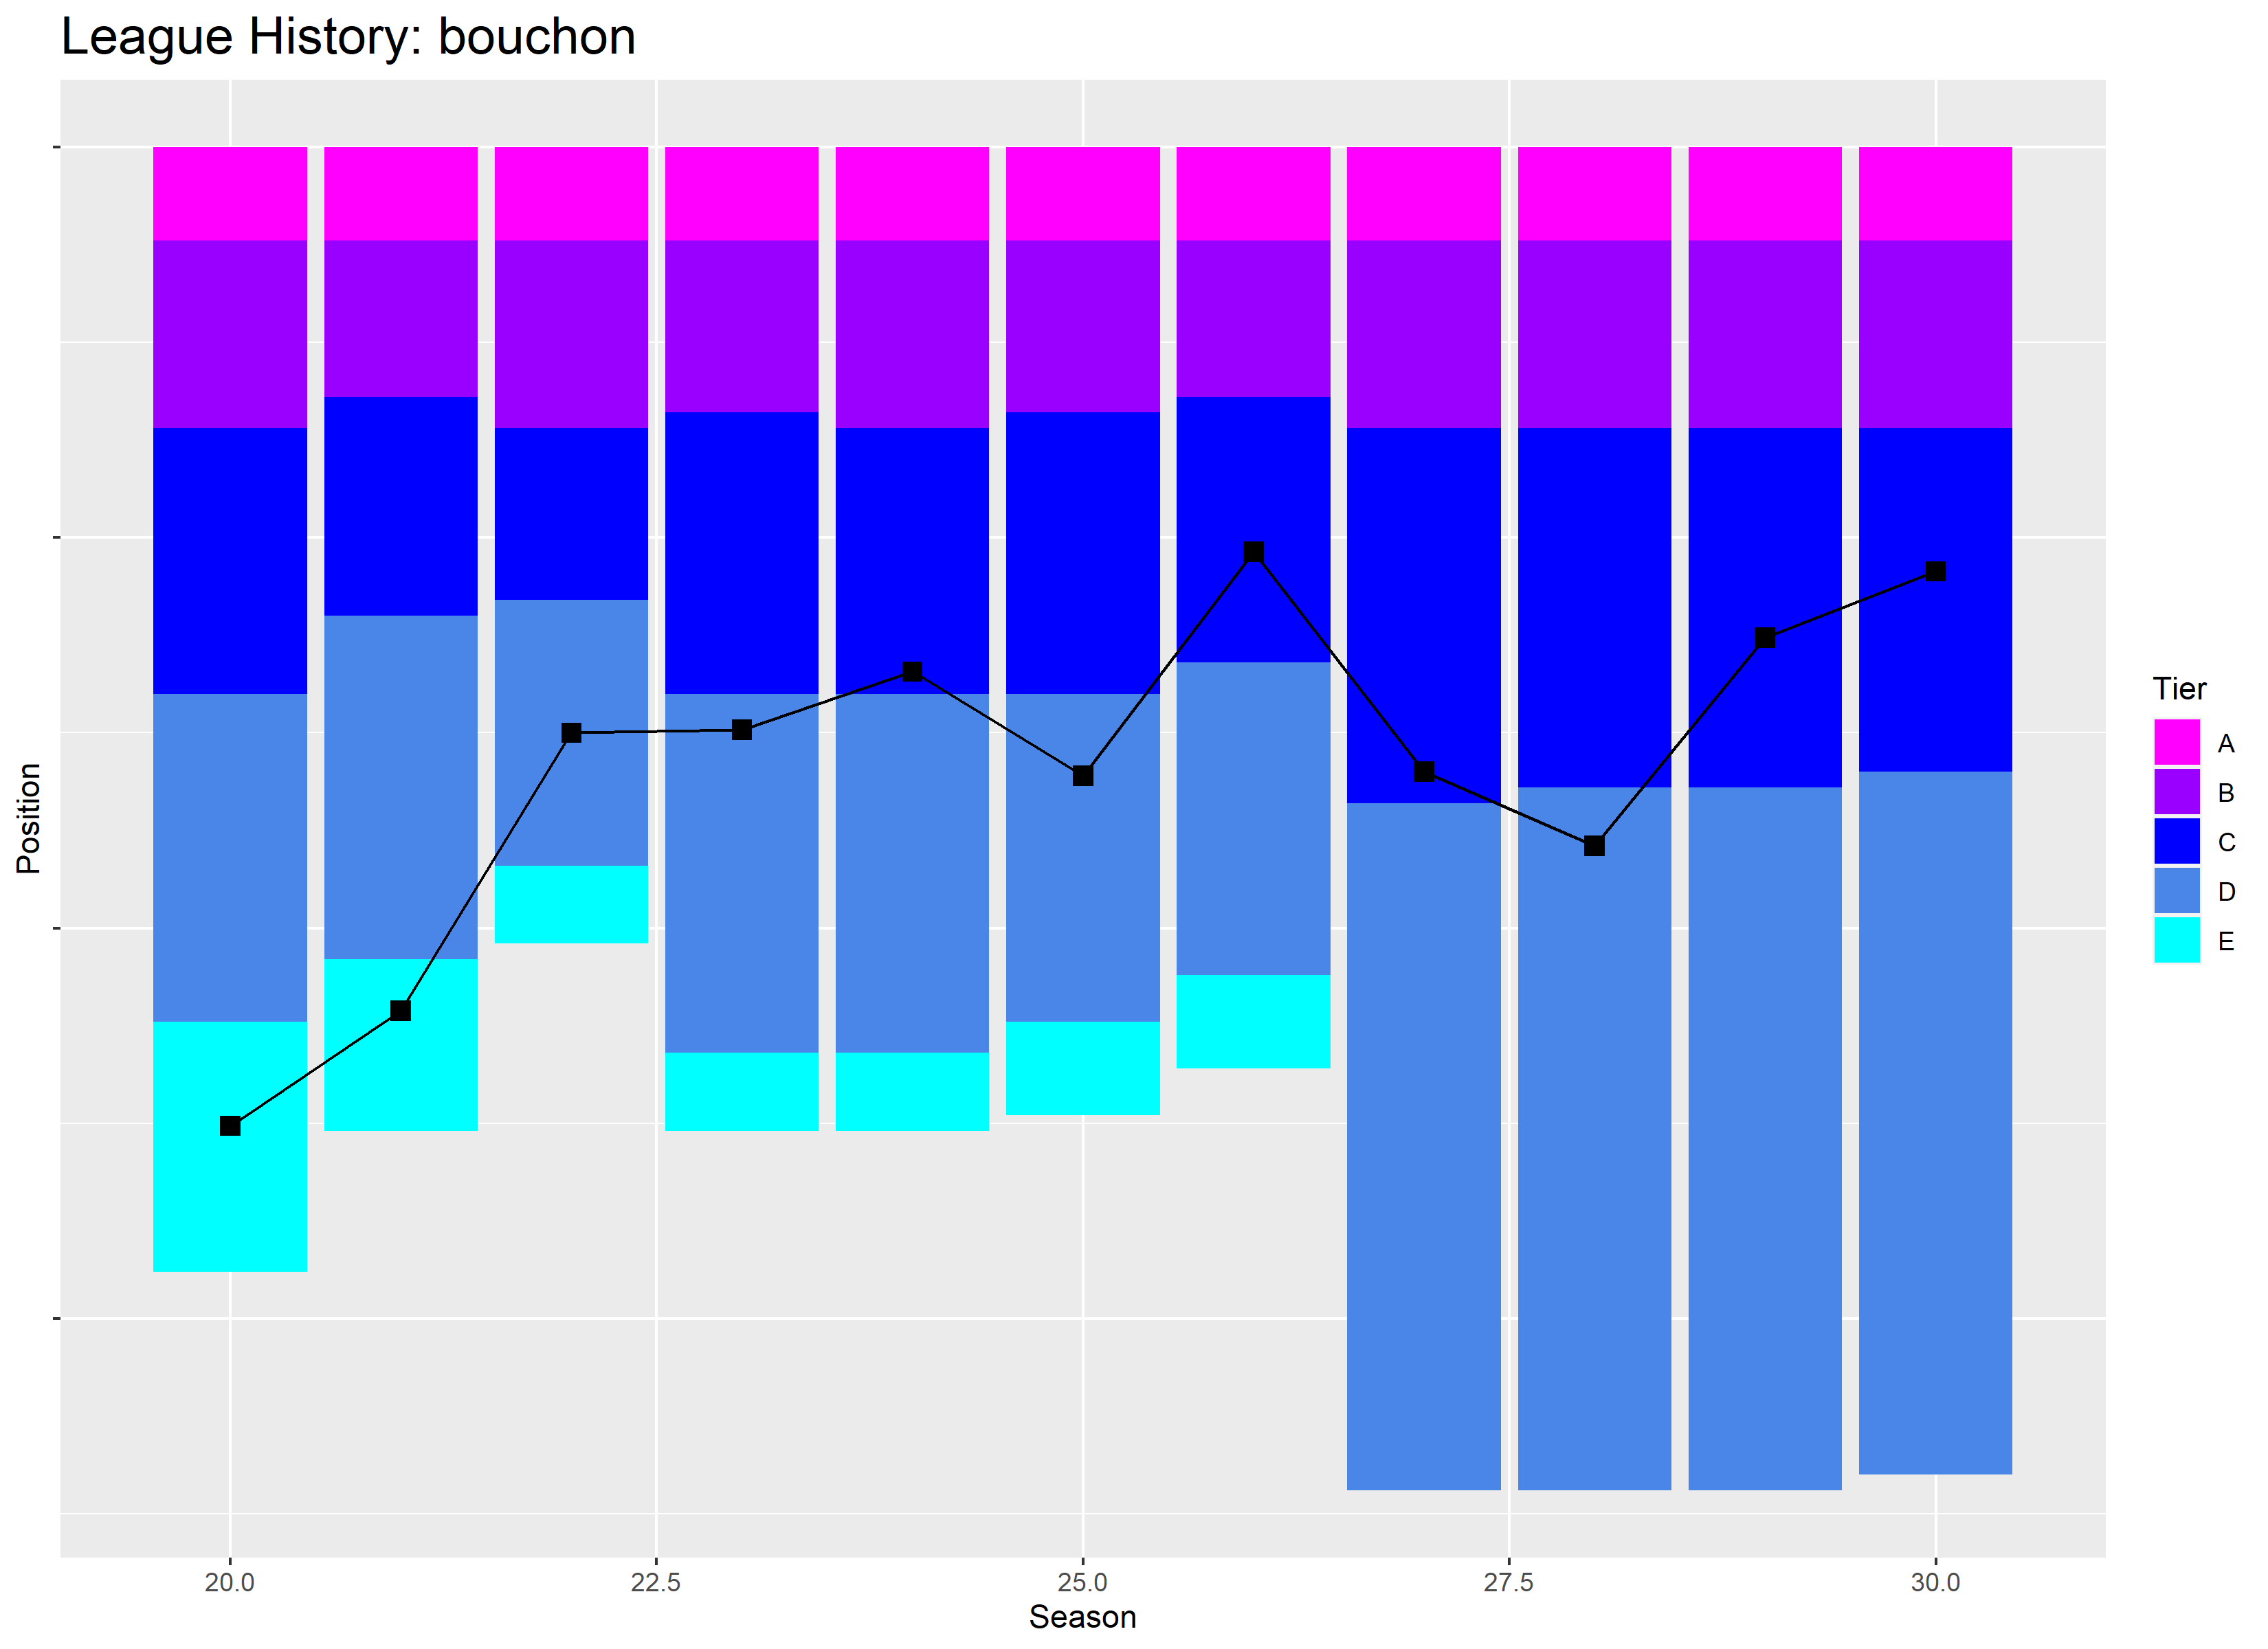 League History: bouchon
Position
Tier
A
B
C
D
E
20.0 22.5 25.0 27.5 30.0
Season